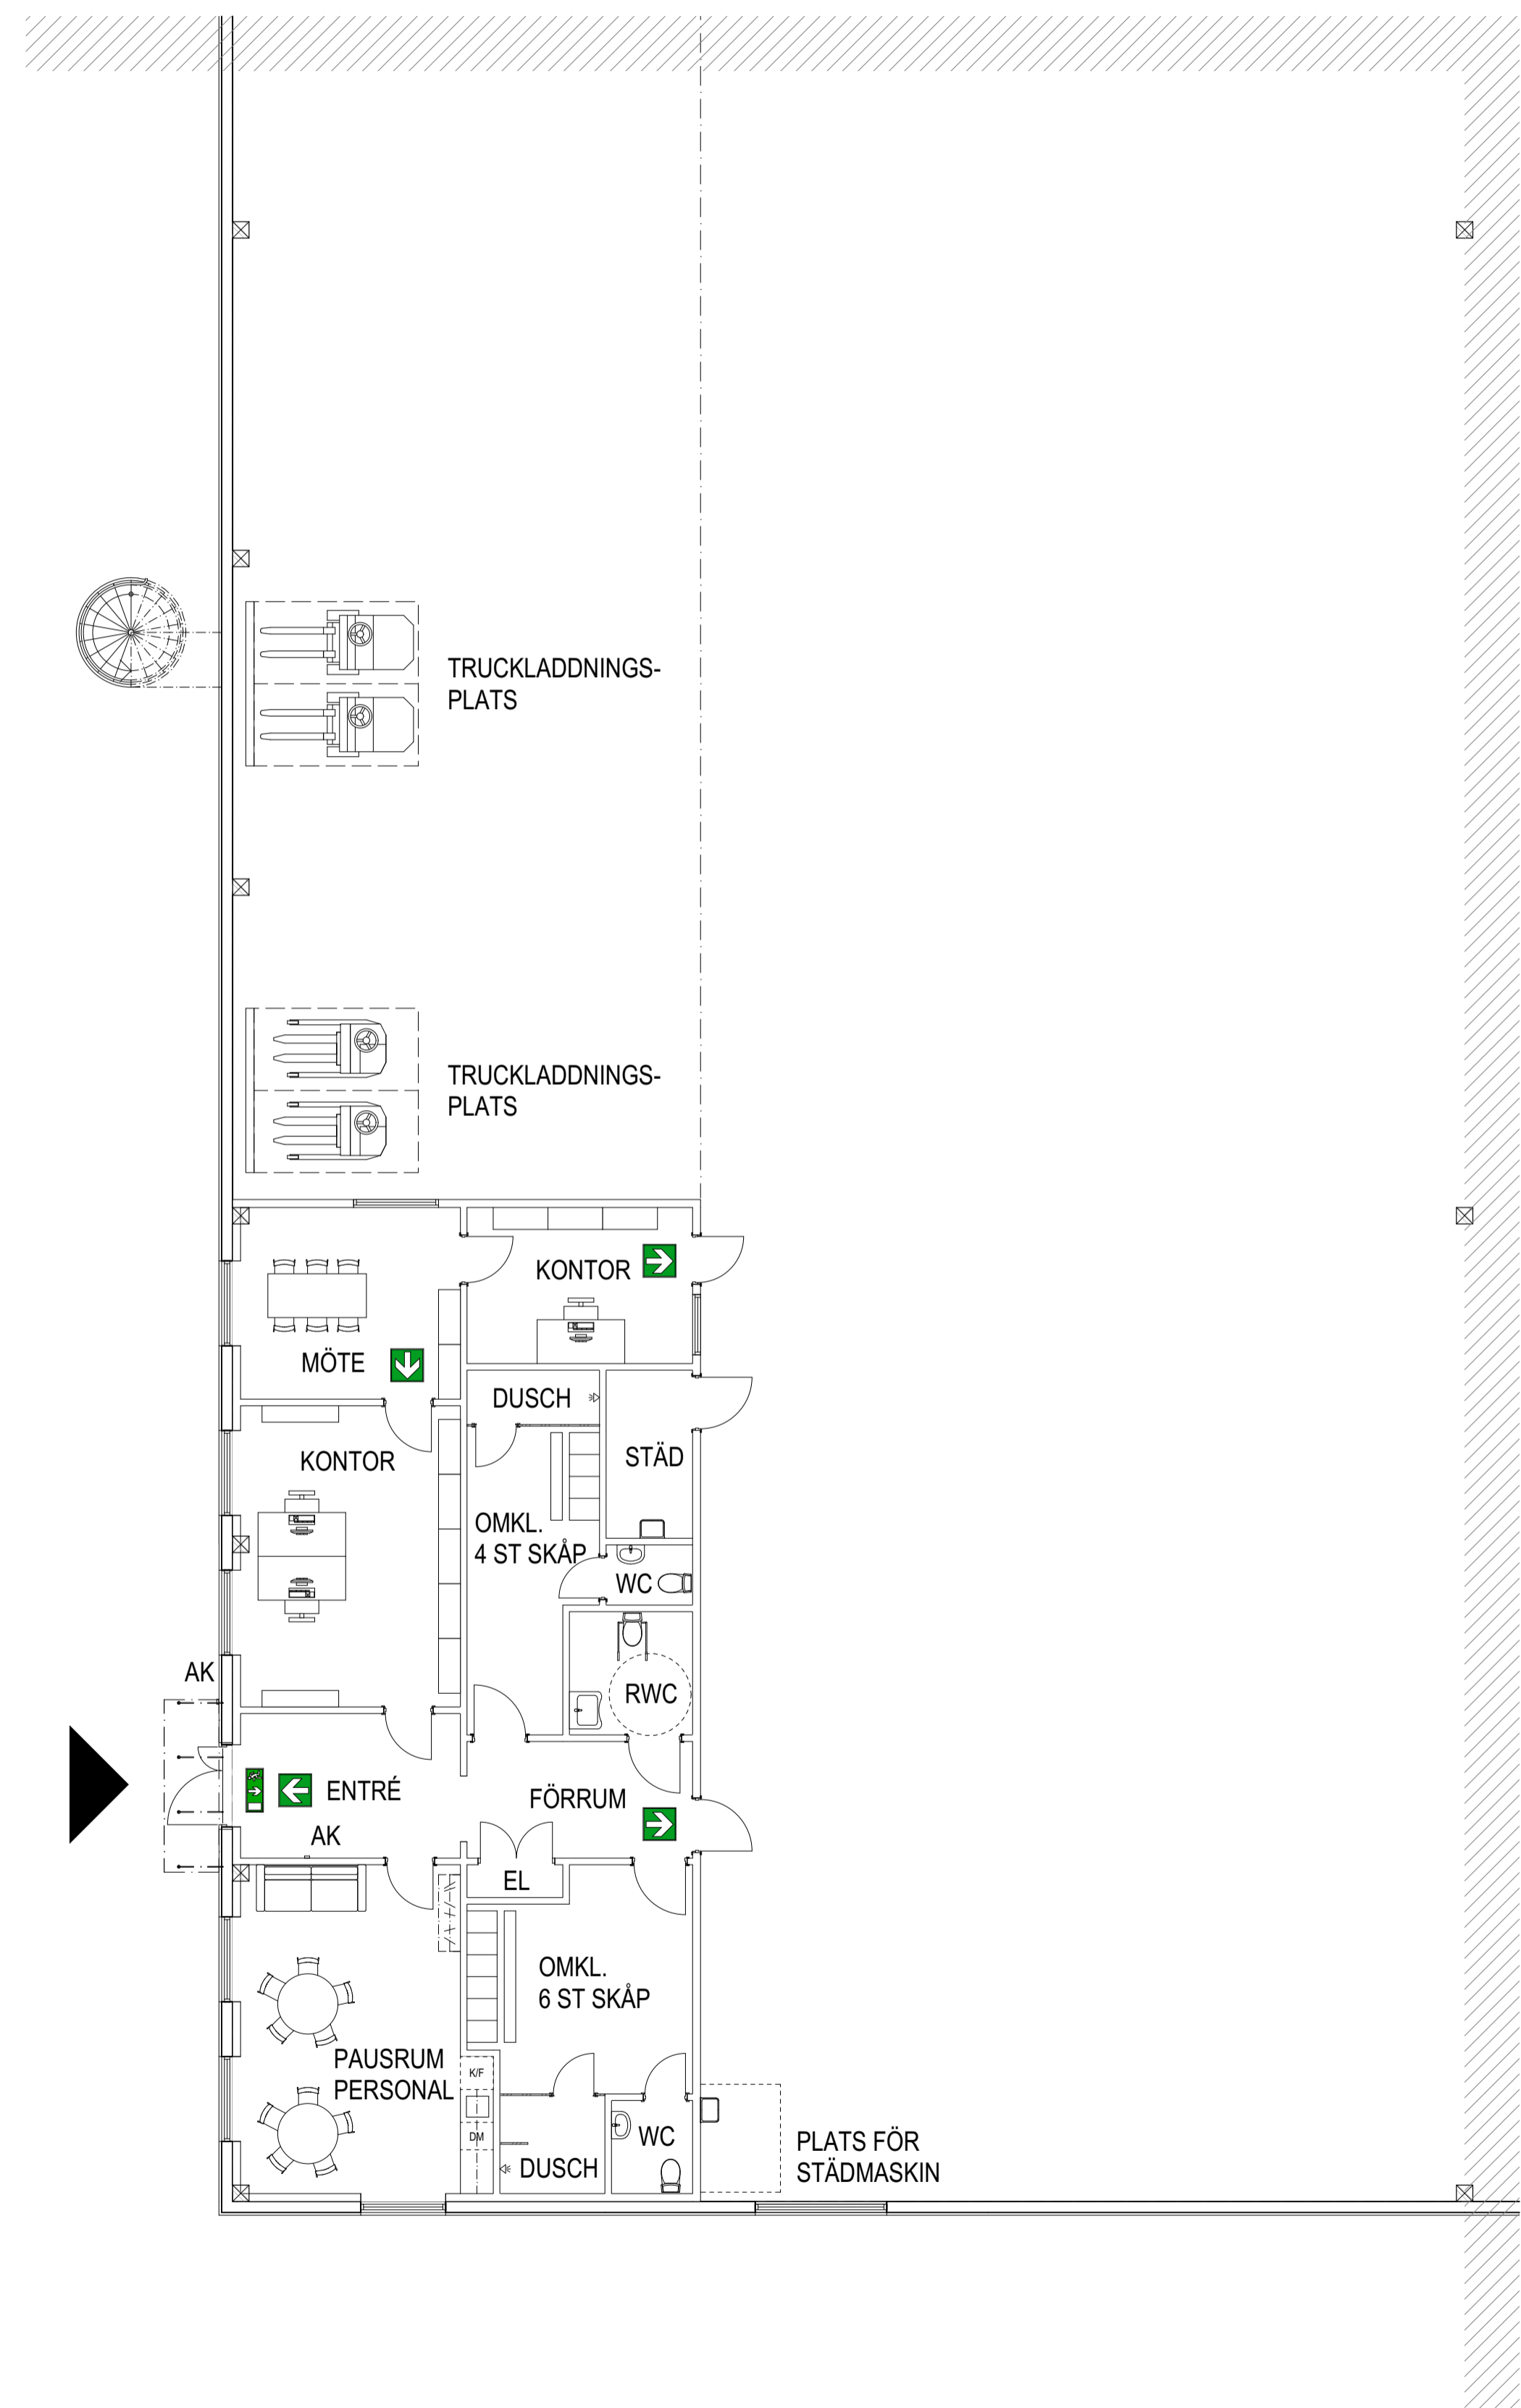 TRUCKLADDNINGS-
PLATS
TRUCKLADDNINGS-
PLATS
KONTOR
MÖTE
DUSCH
KONTOR
STÄD
OMKL.
4 ST SKÅP
WC
AK
RWC
ENTRÉ
FÖRRUM
AK
EL
OMKL.
6 ST SKÅP
PAUSRUM
PERSONAL
K/F
DM
WC
DUSCH
PLATS FÖR
STÄDMASKIN